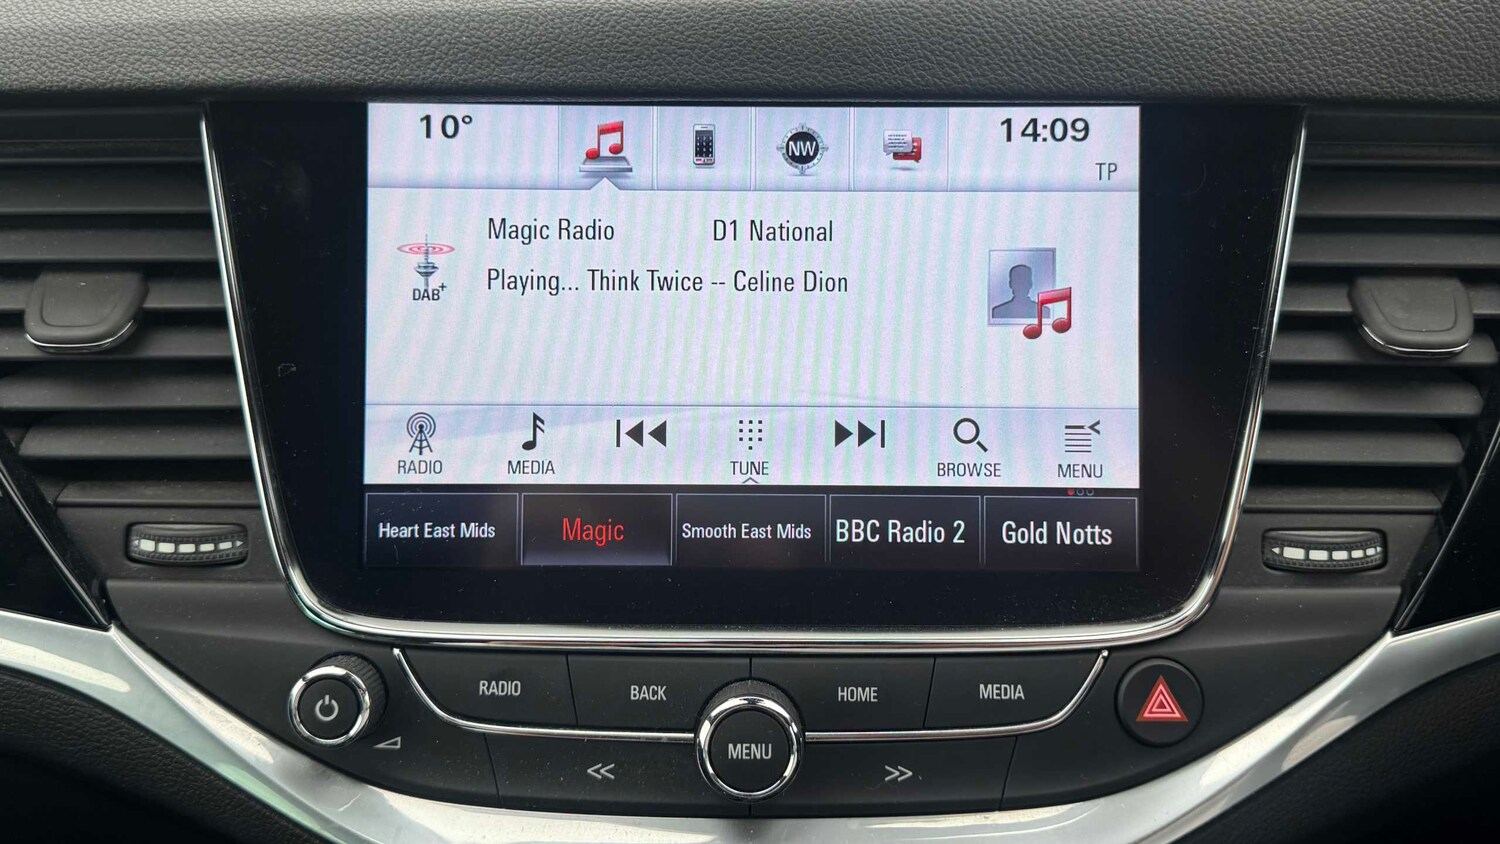 10° 14:09
NW
TP
Magic Radio D1 National
Playing... Think Twice -- Celine Dion
DAB+
RADIO MEDIA TUNE BROWSE MENU
Heart East Mids Magic Smooth East Mids BBC Radio 2 Gold Notts
RADIO BACK HOME MEDIA
MENU